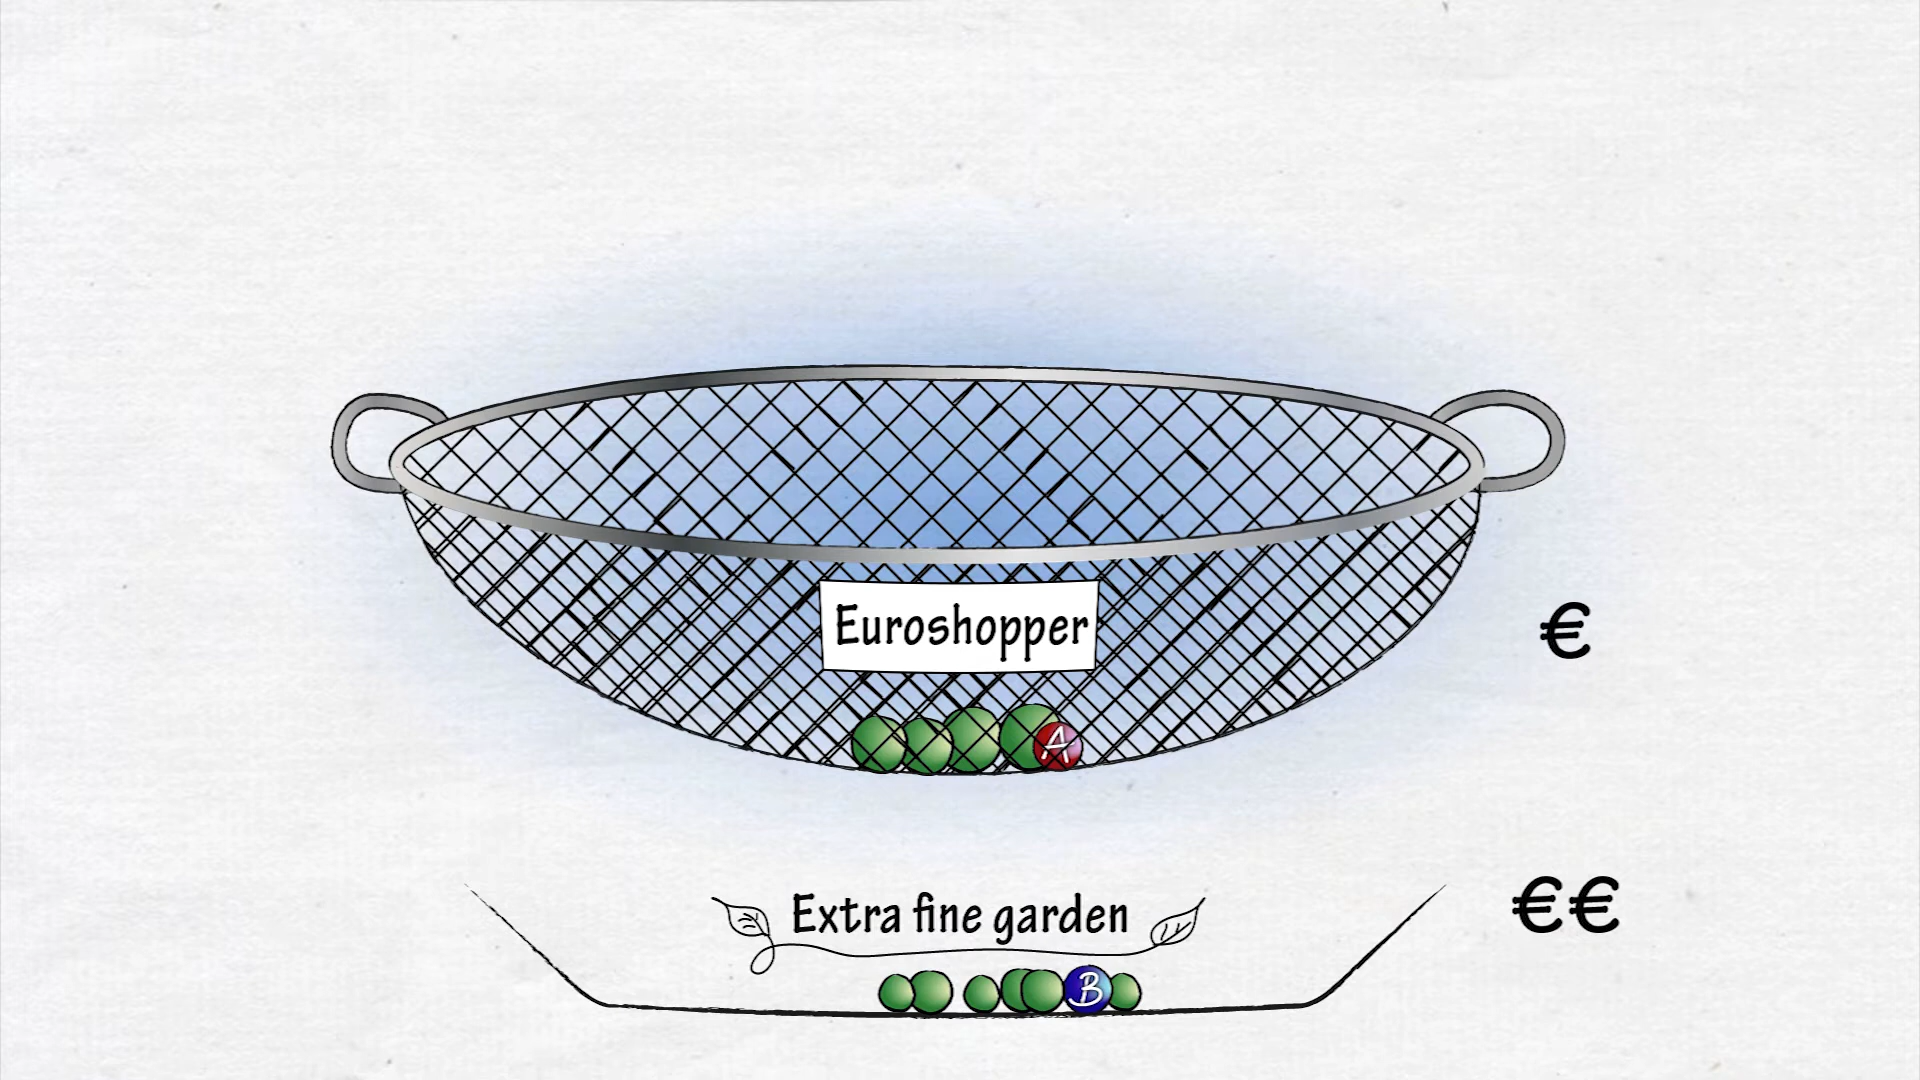 Euroshopper
€
A
€€
Extra fine garden
B